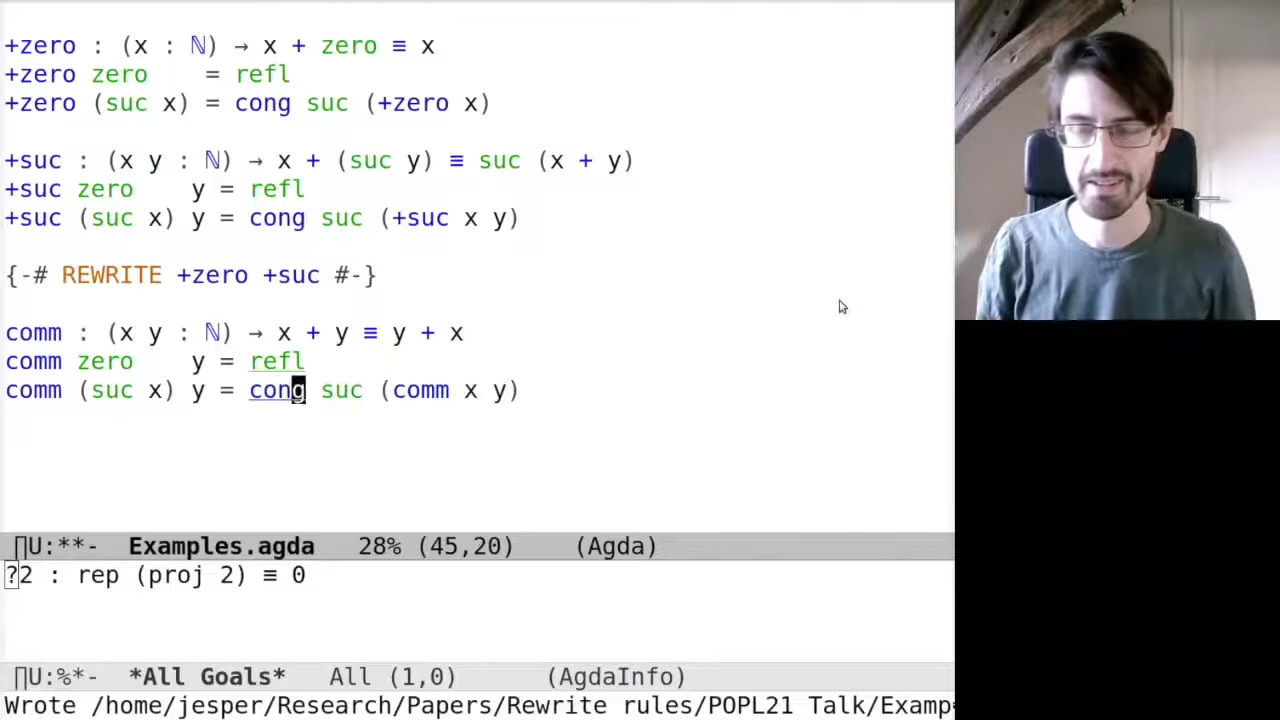 +zero : (x : ℕ) → x + zero ≡ x
+zero zero    = refl
+zero (suc x) = cong suc (+zero x)
+suc : (x y : ℕ) → x + (suc y) ≡ suc (x + y)
+suc zero    y = refl
+suc (suc x) y = cong suc (+suc x y)
{-# REWRITE +zero +suc #-}
comm : (x y : ℕ) → x + y ≡ y + x
comm zero    y = refl
comm (suc x) y = cong suc (comm x y)
∏U:**-  Examples.agda   28% (45,20)    (Agda)
?2 : rep (proj 2) ≡ 0
∏U:%*-  *All Goals*   All (1,0)      (AgdaInfo)
Wrote /home/jesper/Research/Papers/Rewrite rules/POPL21 Talk/Examp